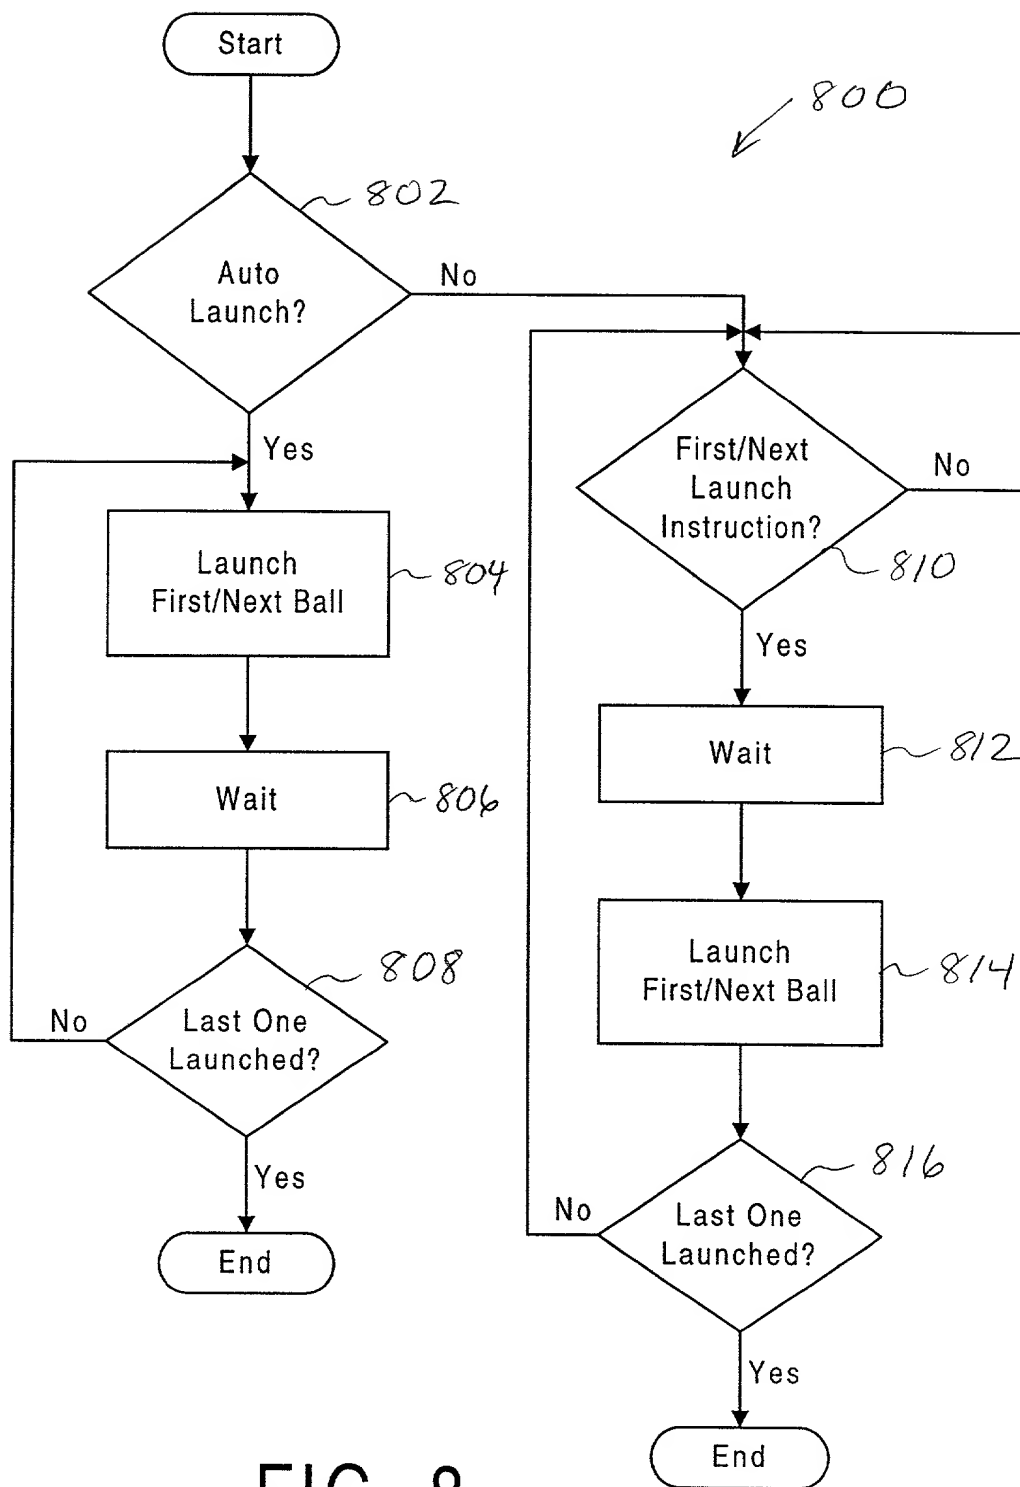 Start
800
802
Auto
Launch?
No
Yes
First/Next
Launch
Instruction?
No
810
Launch
First/Next Ball
804
Yes
Wait
812
Wait
806
Launch
First/Next Ball
814
808
Last One
Launched?
No
Yes
816
Last One
Launched?
No
End
Yes
End
FIG. 8